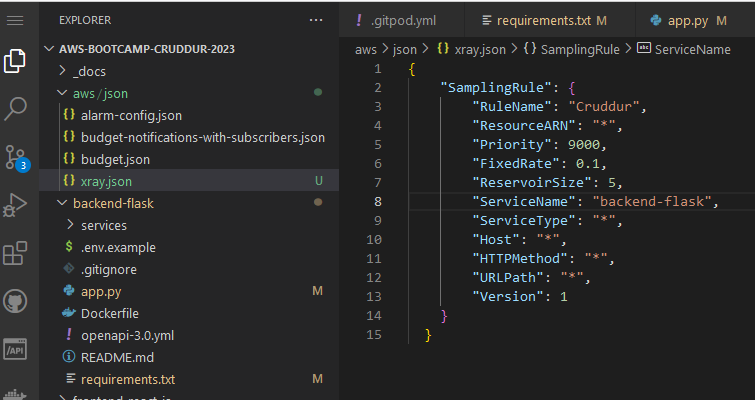 EXPLORER
···
AWS-BOOTCAMP-CRUDDUR-2023
_docs
aws/json
{} alarm-config.json
{} budget-notifications-with-subscribers.json
{} budget.json
{} xray.json U
backend-flask
services
$ .env.example
.gitignore
app.py M
Dockerfile
! openapi-3.0.yml
README.md
requirements.txt M
3
/API
! .gitpod.yml
requirements.txt M
app.py M
aws > json > {} xray.json > {} SamplingRule > abc ServiceName
1 {
2 "SamplingRule": {
3 "RuleName": "Cruddur",
4 "ResourceARN": "*",
5 "Priority": 9000,
6 "FixedRate": 0.1,
7 "ReservoirSize": 5,
8 "ServiceName": "backend-flask",
9 "ServiceType": "*",
10 "Host": "*",
11 "HTTPMethod": "*",
12 "URLPath": "*",
13 "Version": 1
14 }
15 }